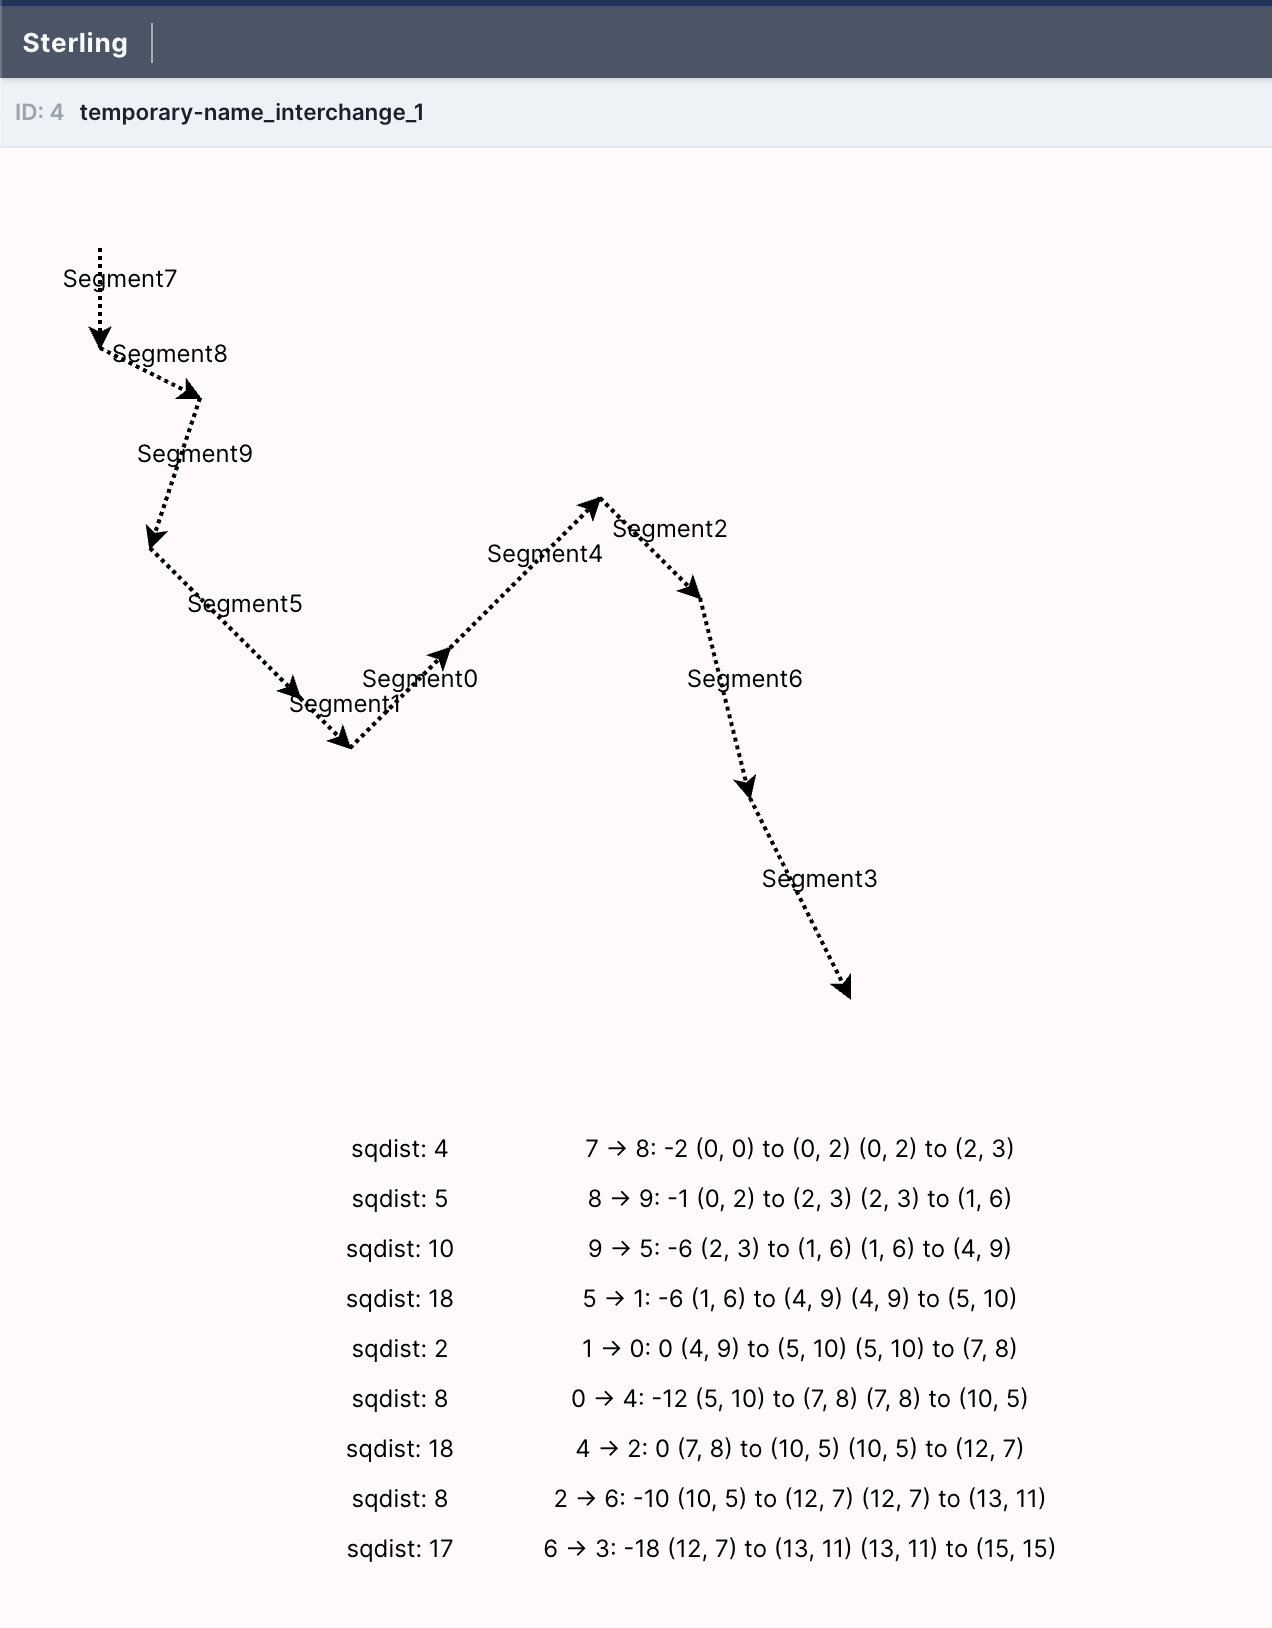 Sterling
ID: 4 temporary-name_interchange_1
Segment7
Segment8
Segment9
Segment2
Segment4
Segment5
Segment0
Segment6
Segment1
Segment3
sqdist: 4 7 → 8: -2 (0, 0) to (0, 2) (0, 2) to (2, 3)
sqdist: 5 8 → 9: -1 (0, 2) to (2, 3) (2, 3) to (1, 6)
sqdist: 10 9 → 5: -6 (2, 3) to (1, 6) (1, 6) to (4, 9)
sqdist: 18 5 → 1: -6 (1, 6) to (4, 9) (4, 9) to (5, 10)
sqdist: 2 1 → 0: 0 (4, 9) to (5, 10) (5, 10) to (7, 8)
sqdist: 8 0 → 4: -12 (5, 10) to (7, 8) (7, 8) to (10, 5)
sqdist: 18 4 → 2: 0 (7, 8) to (10, 5) (10, 5) to (12, 7)
sqdist: 8 2 → 6: -10 (10, 5) to (12, 7) (12, 7) to (13, 11)
sqdist: 17 6 → 3: -18 (12, 7) to (13, 11) (13, 11) to (15, 15)